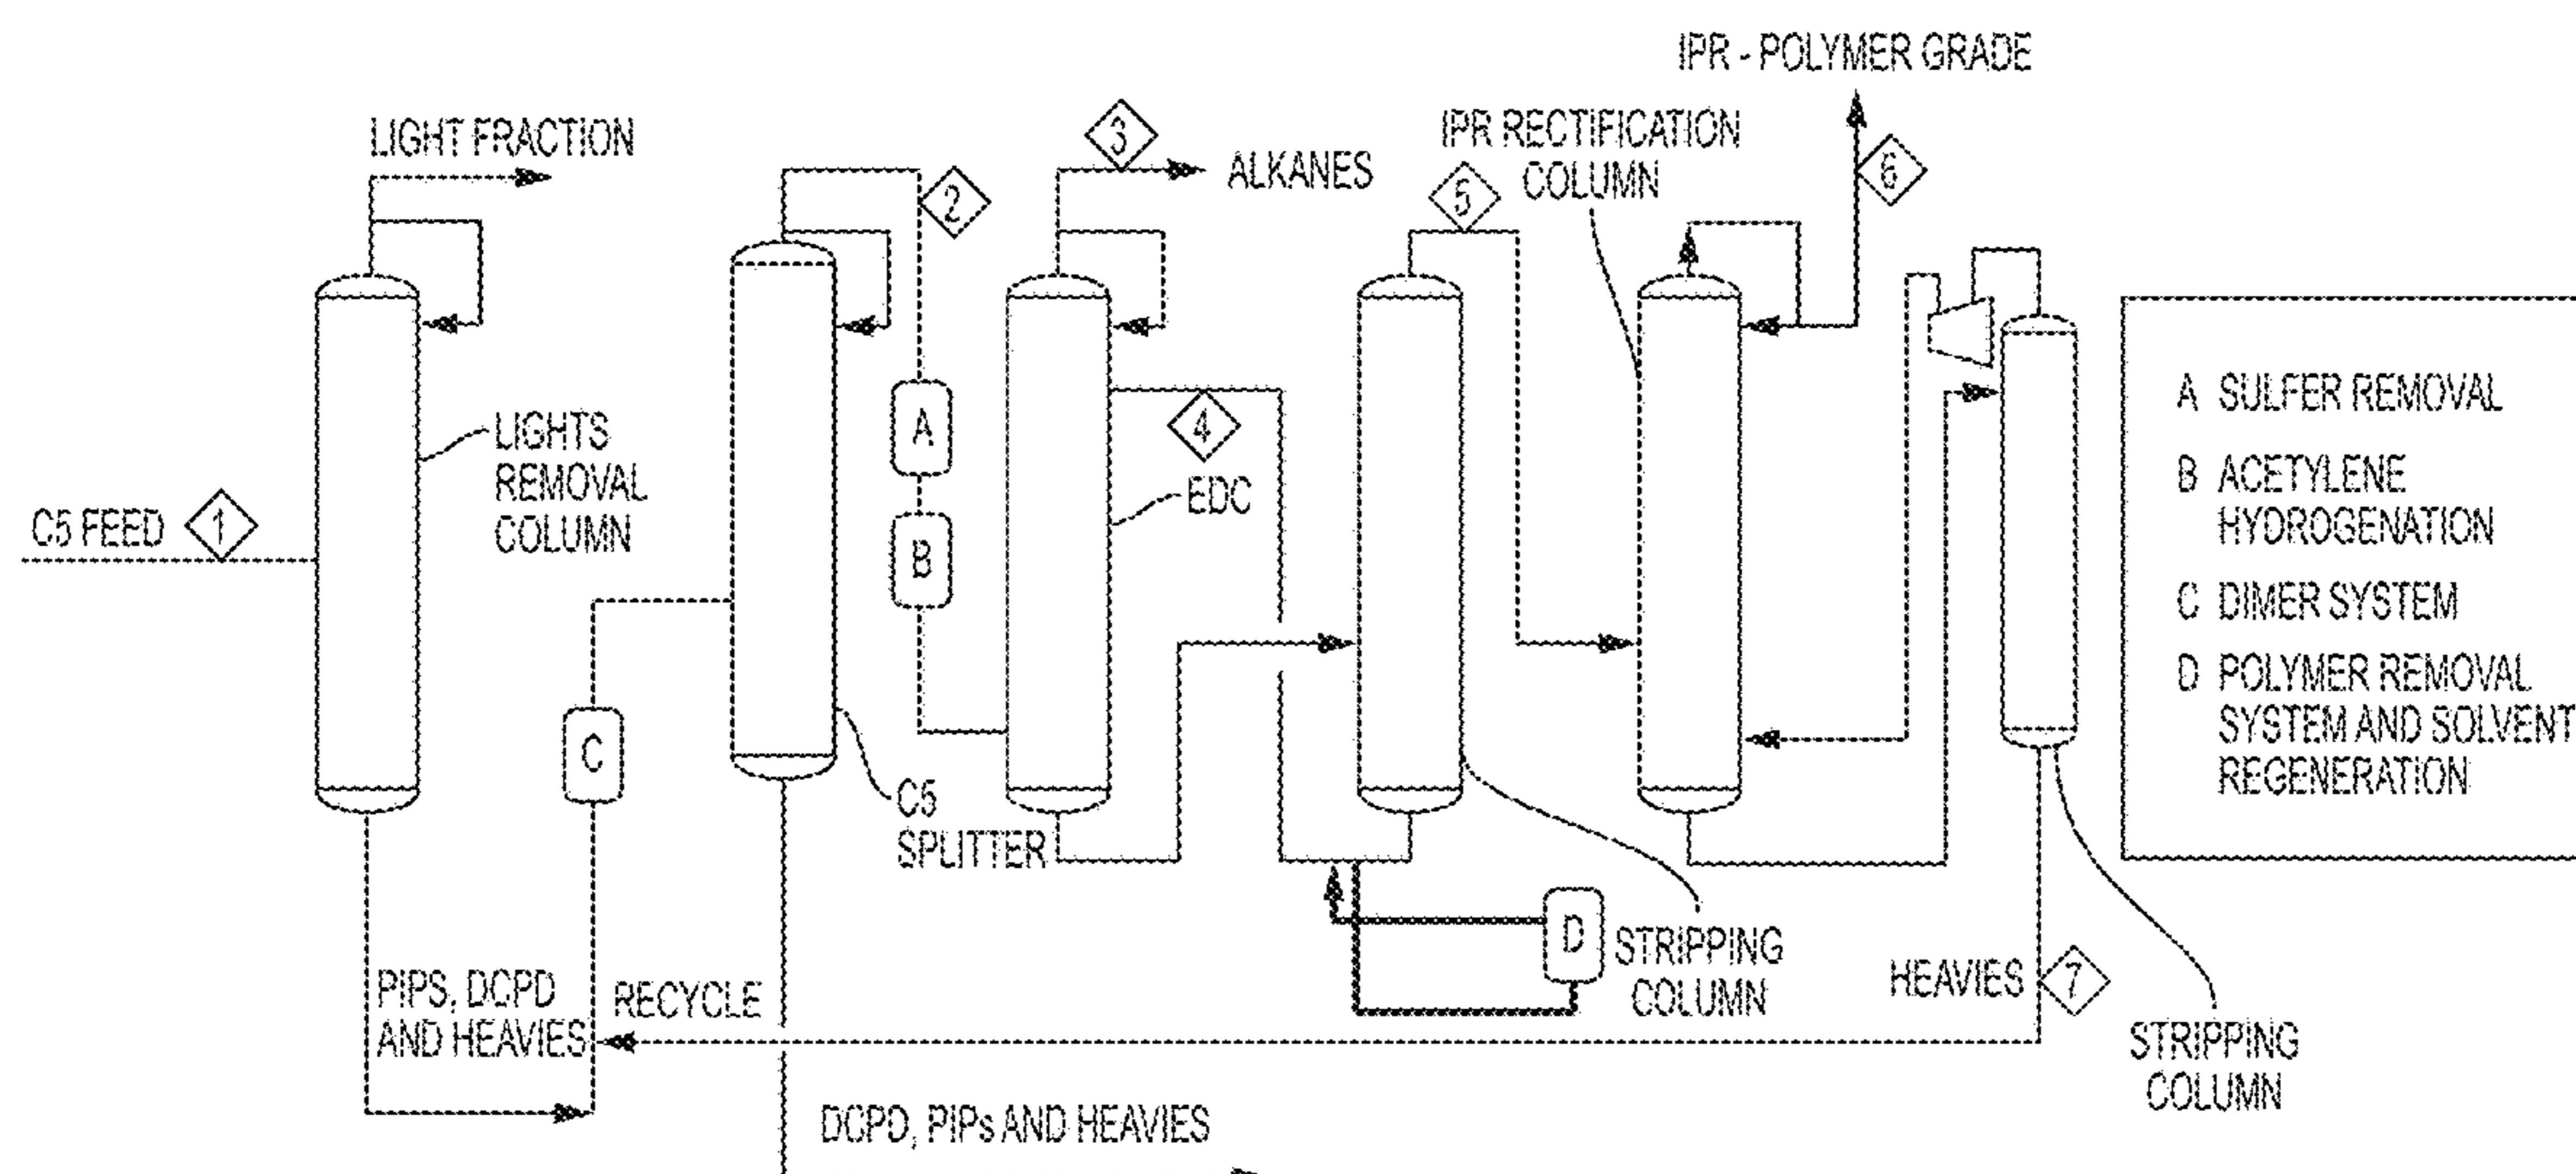 IPR - POLYMER GRADE
LIGHT FRACTION
3
ALKANES
IPR RECTIFICATION
COLUMN
5
6
2
LIGHTS
REMOVAL
COLUMN
C5 FEED
1
A
B
4
EDC
C
C5
SPLITTER
A SULFER REMOVAL
B ACETYLENE
HYDROGENATION
C DIMER SYSTEM
D POLYMER REMOVAL
SYSTEM AND SOLVENT
REGENERATION
D
STRIPPING
COLUMN
PIPS, DCPD
AND HEAVIES
RECYCLE
HEAVIES
7
STRIPPING
COLUMN
DCPD, PIPs AND HEAVIES